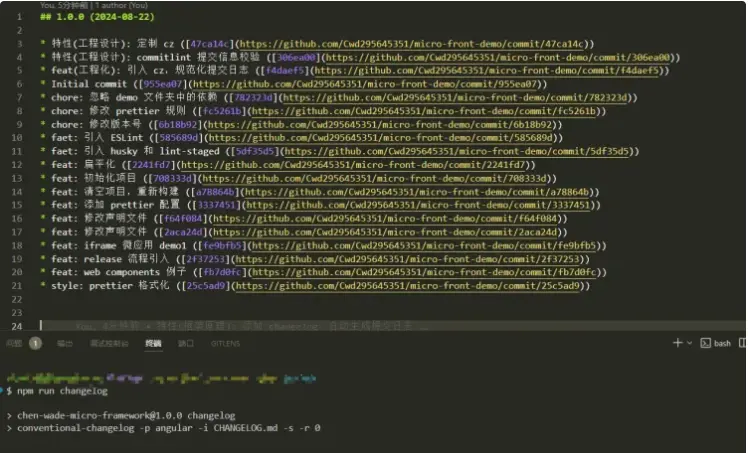 You, 5分钟前 | 1 author (You)
1 ## 1.0.0 (2024-08-22)
2
3 * 特性(工程设计): 定制 cz ([47ca14c](https://github.com/Cwd295645351/micro-front-demo/commit/47ca14c))
4 * 特性(工程设计): commitlint 提交信息校验 ([306ea00](https://github.com/Cwd295645351/micro-front-demo/commit/306ea00))
5 * feat(工程化): 引入 cz，规范化提交日志 ([f4daef5](https://github.com/Cwd295645351/micro-front-demo/commit/f4daef5))
6 * Initial commit ([955ea07](https://github.com/Cwd295645351/micro-front-demo/commit/955ea07))
7 * chore: 忽略 demo 文件夹中的依赖 ([782323d](https://github.com/Cwd295645351/micro-front-demo/commit/782323d))
8 * chore: 修改 prettier 规则 ([fc5261b](https://github.com/Cwd295645351/micro-front-demo/commit/fc5261b))
9 * chore: 修改版本号 ([6b18b92](https://github.com/Cwd295645351/micro-front-demo/commit/6b18b92))
10 * faet: 引入 ESLint ([585689d](https://github.com/Cwd295645351/micro-front-demo/commit/585689d))
11 * faet: 引入 husky 和 lint-staged ([5df35d5](https://github.com/Cwd295645351/micro-front-demo/commit/5df35d5))
12 * feat: 扁平化 ([2241fd7](https://github.com/Cwd295645351/micro-front-demo/commit/2241fd7))
13 * feat: 初始化项目 ([708333d](https://github.com/Cwd295645351/micro-front-demo/commit/708333d))
14 * feat: 清空项目，重新构建 ([a78864b](https://github.com/Cwd295645351/micro-front-demo/commit/a78864b))
15 * feat: 添加 prettier 配置 ([3337451](https://github.com/Cwd295645351/micro-front-demo/commit/3337451))
16 * feat: 修改声明文件 ([f64f084](https://github.com/Cwd295645351/micro-front-demo/commit/f64f084))
17 * feat: 修改声明文件 ([2aca24d](https://github.com/Cwd295645351/micro-front-demo/commit/2aca24d))
18 * feat: iframe 微应用 demo1 ([fe9bfb5](https://github.com/Cwd295645351/micro-front-demo/commit/fe9bfb5))
19 * feat: release 流程引入 ([2f37253](https://github.com/Cwd295645351/micro-front-demo/commit/2f37253))
20 * feat: web components 例子 ([fb7d0fc](https://github.com/Cwd295645351/micro-front-demo/commit/fb7d0fc))
21 * style: prettier 格式化 ([25c5ad9](https://github.com/Cwd295645351/micro-front-demo/commit/25c5ad9))
22
23
24 You, 4分钟前 • 特性
问题 1 输出 调试控制台 终端 端口 GITLENS bash
$ npm run changelog
> chen-wade-micro-framework@1.0.0 changelog
> conventional-changelog -p angular -i CHANGELOG.md -s -r 0